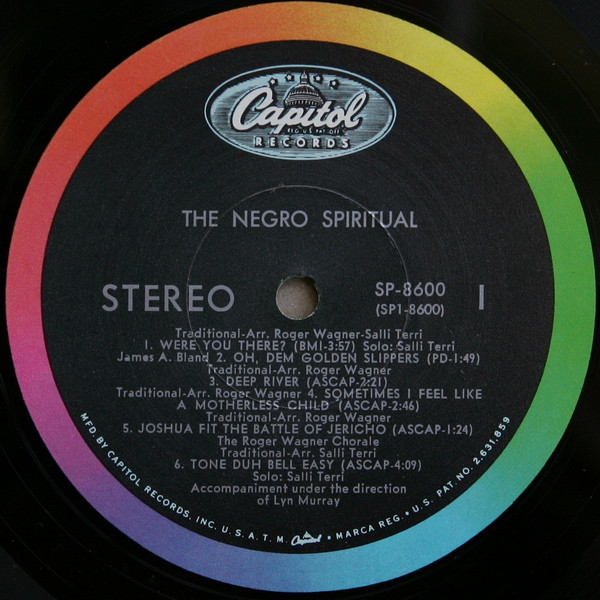 Capitol
REG. U.S. PAT. OFF.
RECORDS
THE NEGRO SPIRITUAL
STEREO
SP-8600
(SP1-8600)
1
Traditional-Arr. Roger Wagner-Salli Terri
1. WERE YOU THERE? (BMI-3:57) Solo: Salli Terri
James A. Bland 2. OH, DEM GOLDEN SLIPPERS (PD-1:49)
Traditional-Arr. Roger Wagner
3. DEEP RIVER (ASCAP-2:21)
Traditional-Arr. Roger Wagner 4. SOMETIMES I FEEL LIKE
A MOTHERLESS CHILD (ASCAP-2:46)
Traditional-Arr. Roger Wagner
5. JOSHUA FIT THE BATTLE OF JERICHO (ASCAP-1:24)
The Roger Wagner Chorale
Traditional-Arr. Salli Terri
6. TONE DUH BELL EASY (ASCAP-4:09)
Solo: Salli Terri
Accompaniment under the direction
of Lyn Murray
MFD. BY CAPITOL RECORDS, INC. U.S.A. T.M. Capitol • MARCA REG. • U.S. PAT. NO. 2,631,859